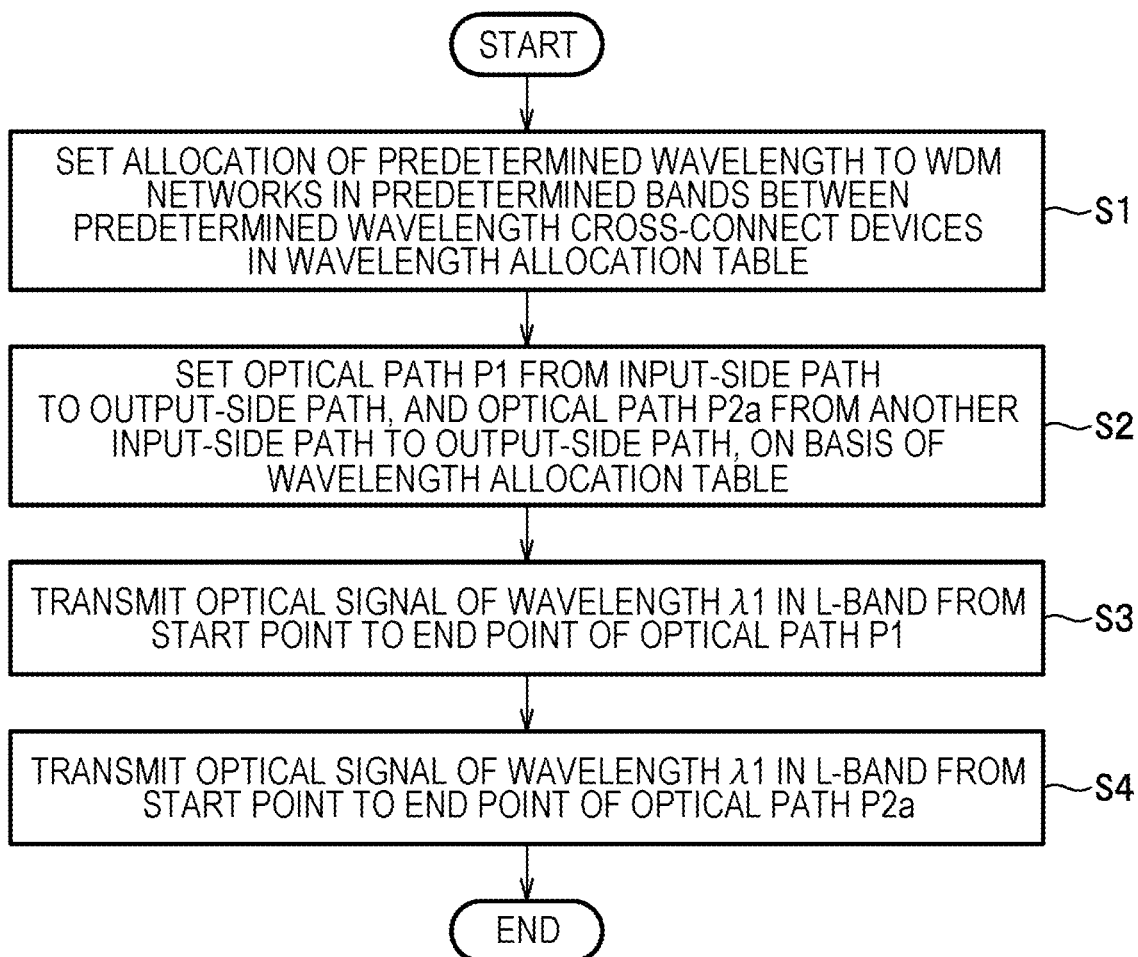 START
SET ALLOCATION OF PREDETERMINED WAVELENGTH TO WDM
NETWORKS IN PREDETERMINED BANDS BETWEEN
PREDETERMINED WAVELENGTH CROSS-CONNECT DEVICES
IN WAVELENGTH ALLOCATION TABLE
S1
SET OPTICAL PATH P1 FROM INPUT-SIDE PATH
TO OUTPUT-SIDE PATH, AND OPTICAL PATH P2a FROM ANOTHER
INPUT-SIDE PATH TO OUTPUT-SIDE PATH, ON BASIS OF
WAVELENGTH ALLOCATION TABLE
S2
TRANSMIT OPTICAL SIGNAL OF WAVELENGTH λ1 IN L-BAND FROM
START POINT TO END POINT OF OPTICAL PATH P1
S3
TRANSMIT OPTICAL SIGNAL OF WAVELENGTH λ1 IN L-BAND FROM
START POINT TO END POINT OF OPTICAL PATH P2a
S4
END